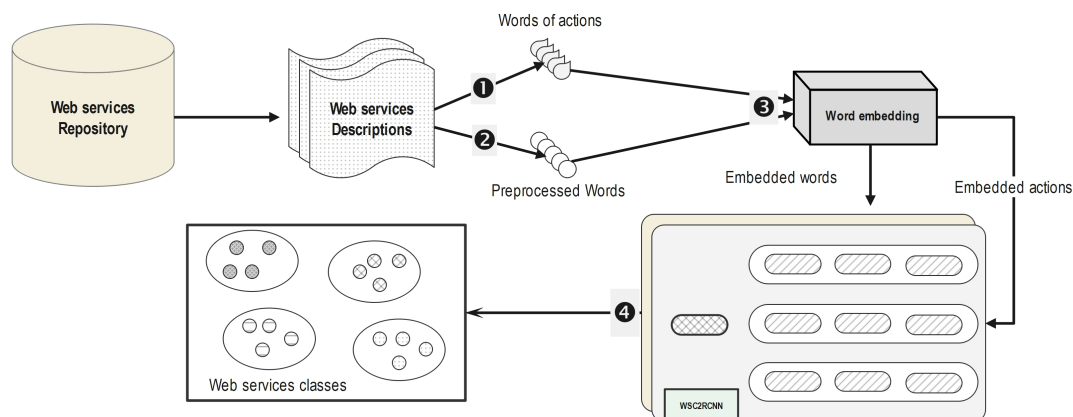 Words of actions
Web services
Repository
Web services
Descriptions
❶
❷
❸
Word embedding
Preprocessed Words
Embedded words
Embedded actions
❹
Web services classes
WSC2RCNN